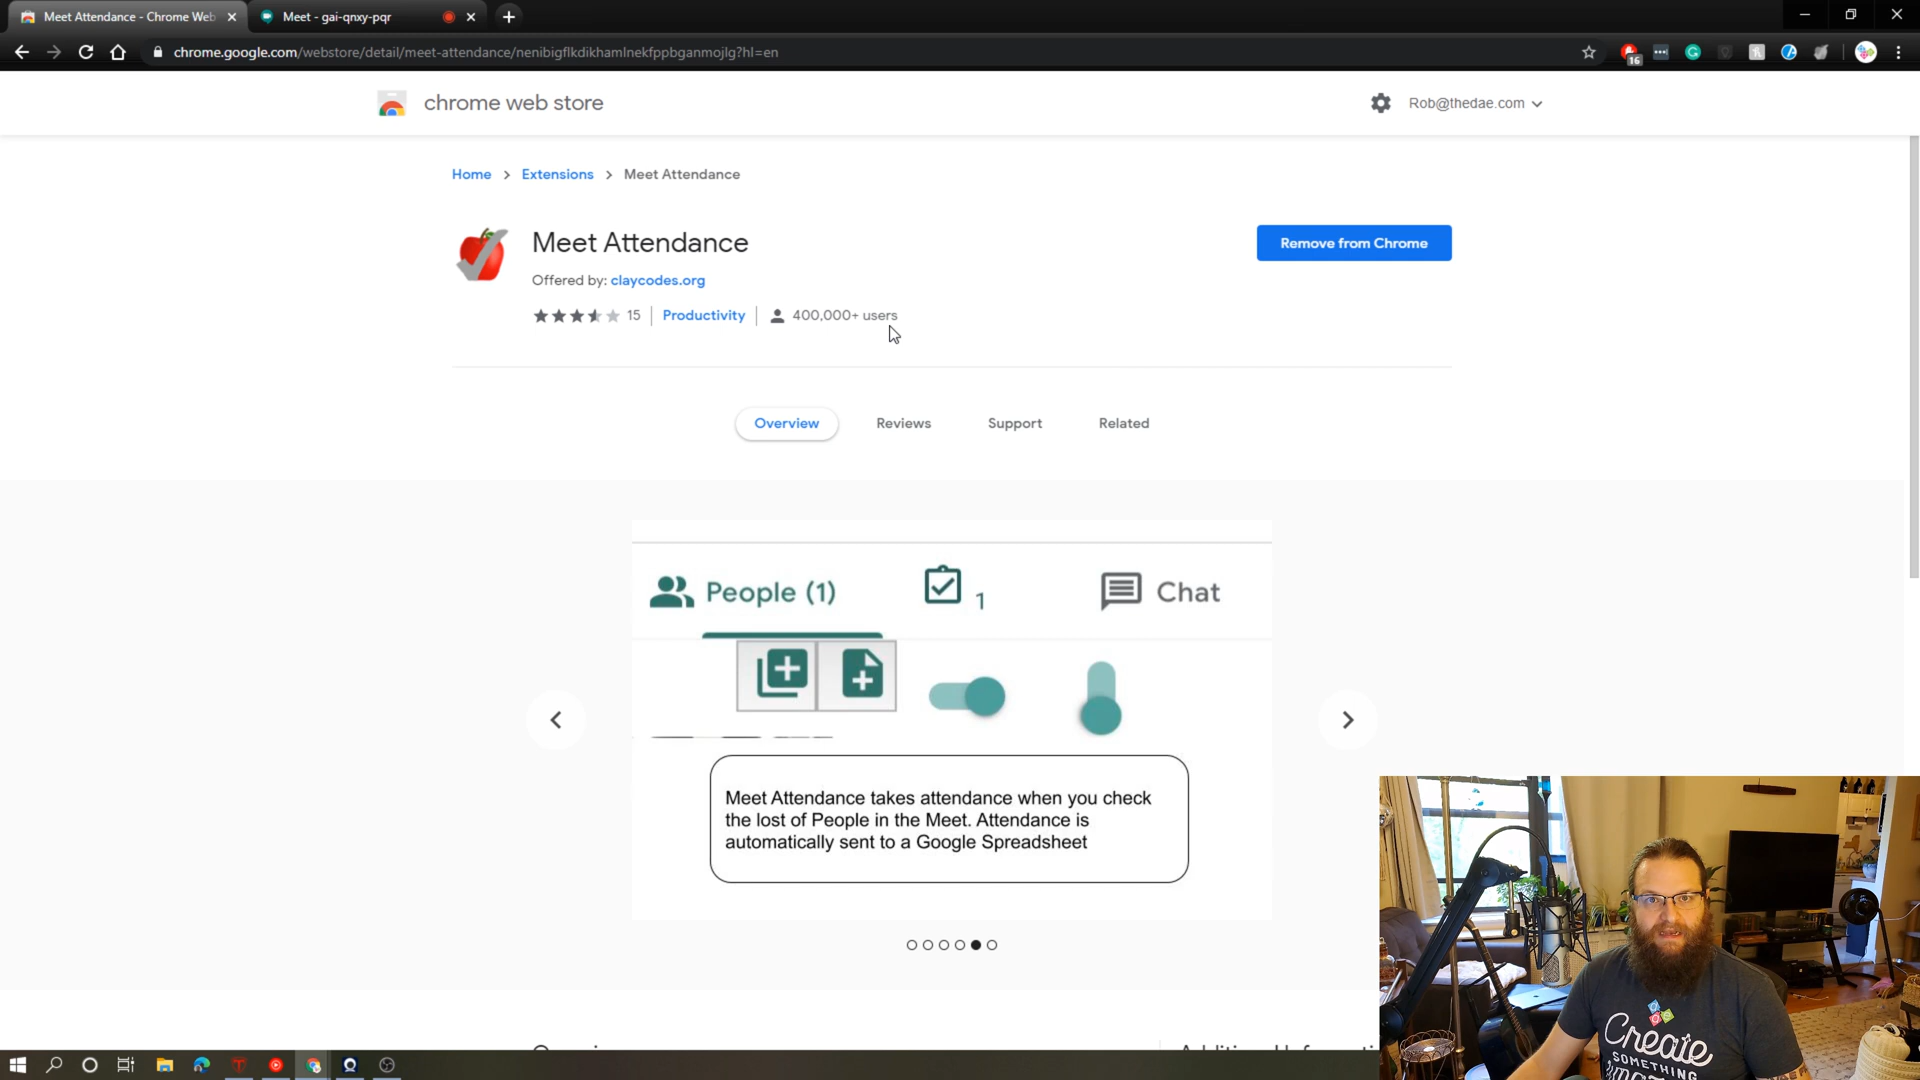 Meet Attendance - Chrome Web
Meet - gai-qnxy-pqr
chrome.google.com/webstore/detail/meet-attendance/nenibigflkdikhamlnekfppbganmojlg?hl=en
16
chrome web store
Rob@thedae.com
Home > Extensions > Meet Attendance
Meet Attendance
Remove from Chrome
Offered by: claycodes.org
15 | Productivity | 400,000+ users
Overview
Reviews
Support
Related
People (1)
1
Chat
Meet Attendance takes attendance when you check
the lost of People in the Meet. Attendance is
automatically sent to a Google Spreadsheet
Create
SOMETHING